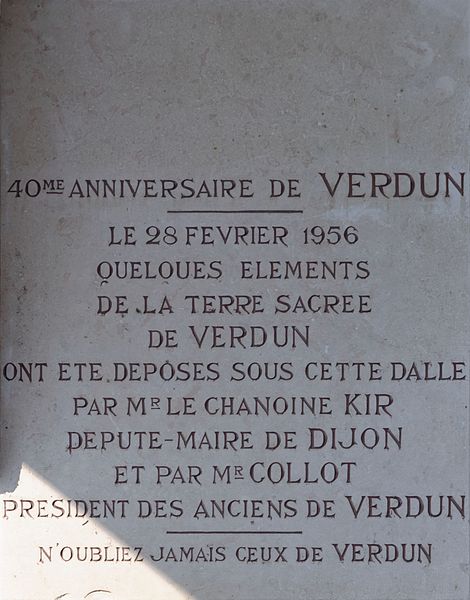 40ME ANNIVERSAIRE DE VERDUN
LE 28 FEVRIER 1956
QUELQUES ELEMENTS
DE LA TERRE SACREE
DE VERDUN
ONT ETE DEPOSES SOUS CETTE DALLE
PAR MR LE CHANOINE KIR
DEPUTE-MAIRE DE DIJON
ET PAR MR COLLOT
PRESIDENT DES ANCIENS DE VERDUN
N'OUBLIEZ JAMAIS CEUX DE VERDUN